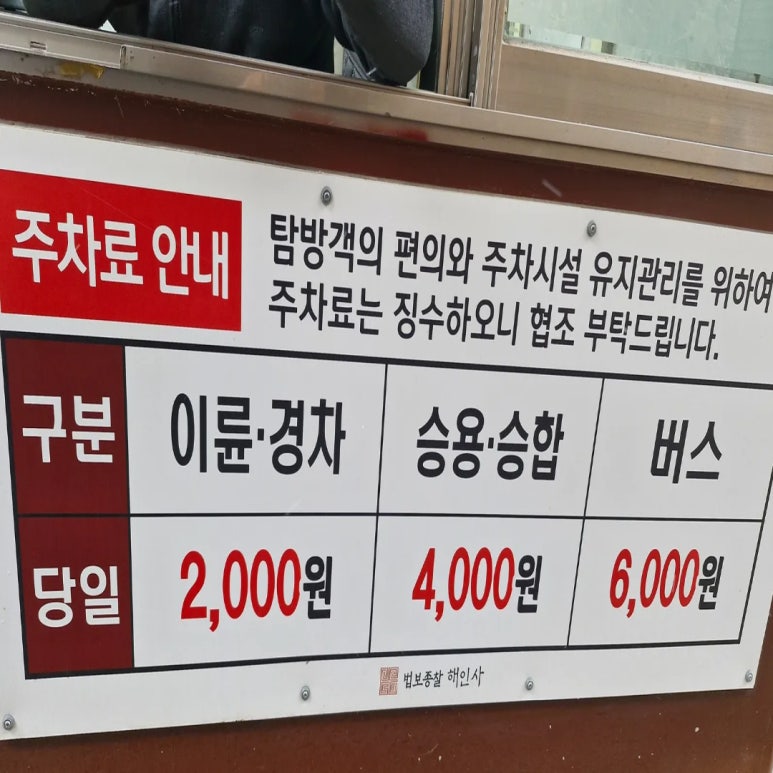 주차료 안내
탐방객의 편의와 주차시설 유지관리를 위하여
주차료는 징수하오니 협조 부탁드립니다.
구분 이륜·경차 승용·승합 버스
당일 2,000원 4,000원 6,000원
법보종찰 해인사